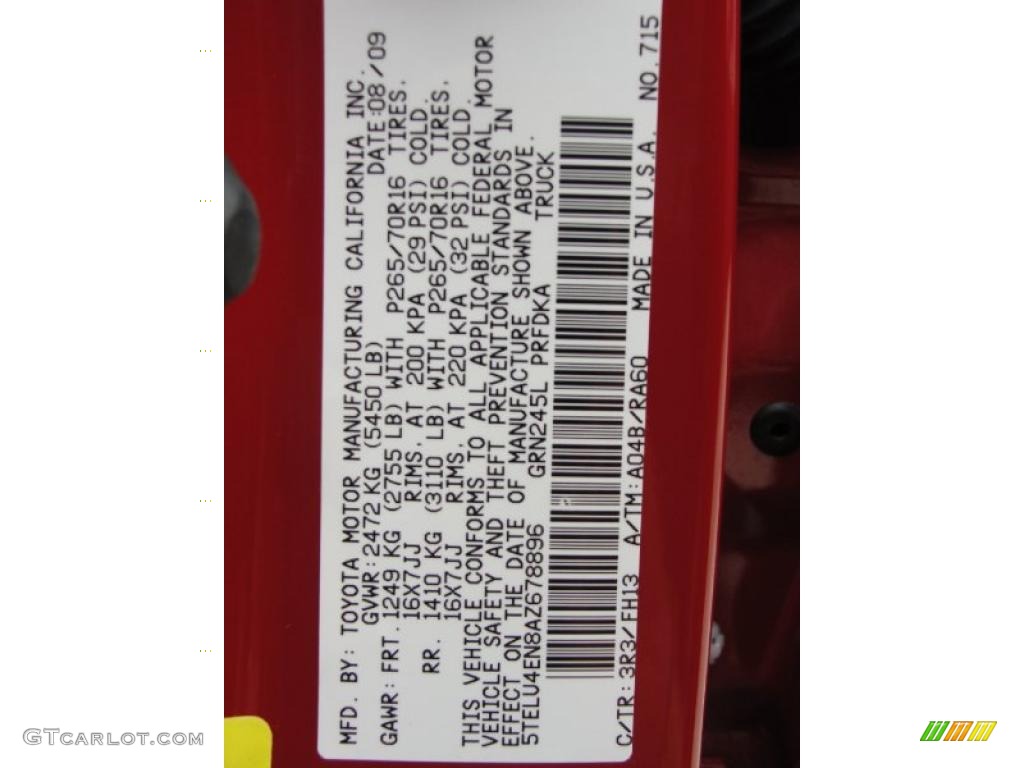 MFD. BY: TOYOTA MOTOR MANUFACTURING CALIFORNIA INC.
GVWR:2472 KG (5450 LB) DATE:08/09
GAWR: FRT. 1249 KG (2755 LB) WITH P265/70R16 TIRES.
16X7JJ RIMS. AT 200 KPA (29 PSI) COLD.
RR. 1410 KG (3110 LB) WITH P265/70R16 TIRES.
16X7JJ RIMS. AT 220 KPA (32 PSI) COLD.
THIS VEHICLE CONFORMS TO ALL APPLICABLE FEDERAL MOTOR
VEHICLE SAFETY AND THEFT PREVENTION STANDARDS IN
EFFECT ON THE DATE OF MANUFACTURE SHOWN ABOVE.
5TELU4EN8AZ678896 GRN245L PRFDKA TRUCK
C/TR: 3R3/FH13 A/TM: A04B/RA60 MADE IN U.S.A. NO.715
GTCARLOT.COM